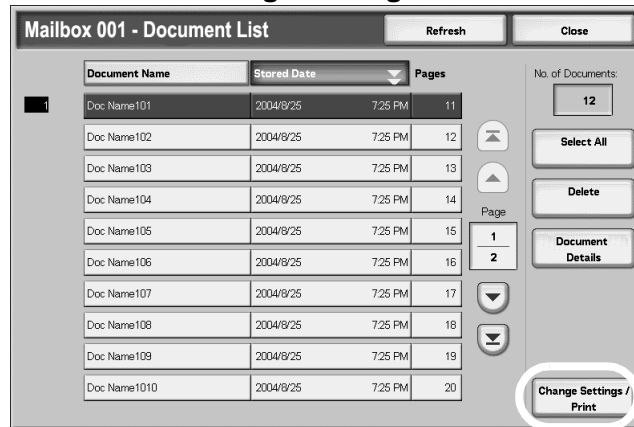 Mailbox 001 - Document List Refresh Close
Document Name Stored Date Pages No. of Documents:
1 Doc Name101 2004/8/25 7:25 PM 11 12
Doc Name102 2004/8/25 7:25 PM 12 Select All
Doc Name103 2004/8/25 7:25 PM 13
Doc Name104 2004/8/25 7:25 PM 14 Delete
Page
Doc Name105 2004/8/25 7:25 PM 15 1 Document
Doc Name106 2004/8/25 7:25 PM 16 2 Details
Doc Name107 2004/8/25 7:25 PM 17
Doc Name108 2004/8/25 7:25 PM 18
Doc Name109 2004/8/25 7:25 PM 19
Doc Name1010 2004/8/25 7:25 PM 20 Change Settings /
Print